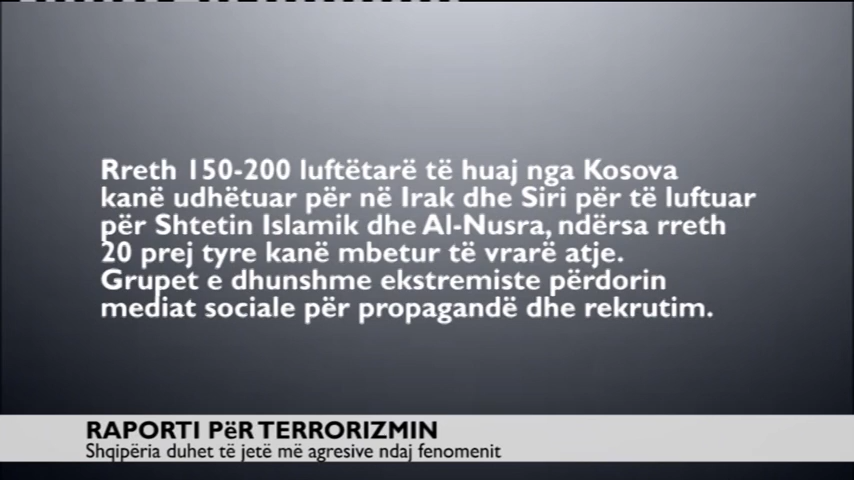 Rreth 150-200 luftëtarë të huaj nga Kosova
kanë udhëtuar për në Irak dhe Siri për të luftuar
për Shtetin Islamik dhe Al-Nusra, ndërsa rreth
20 prej tyre kanë mbetur të vrarë atje.
Grupet e dhunshme ekstremiste përdorin
mediat sociale për propagandë dhe rekrutim.
RAPORTI PëR TERRORIZMIN
Shqipëria duhet të jetë më agresive ndaj fenomenit